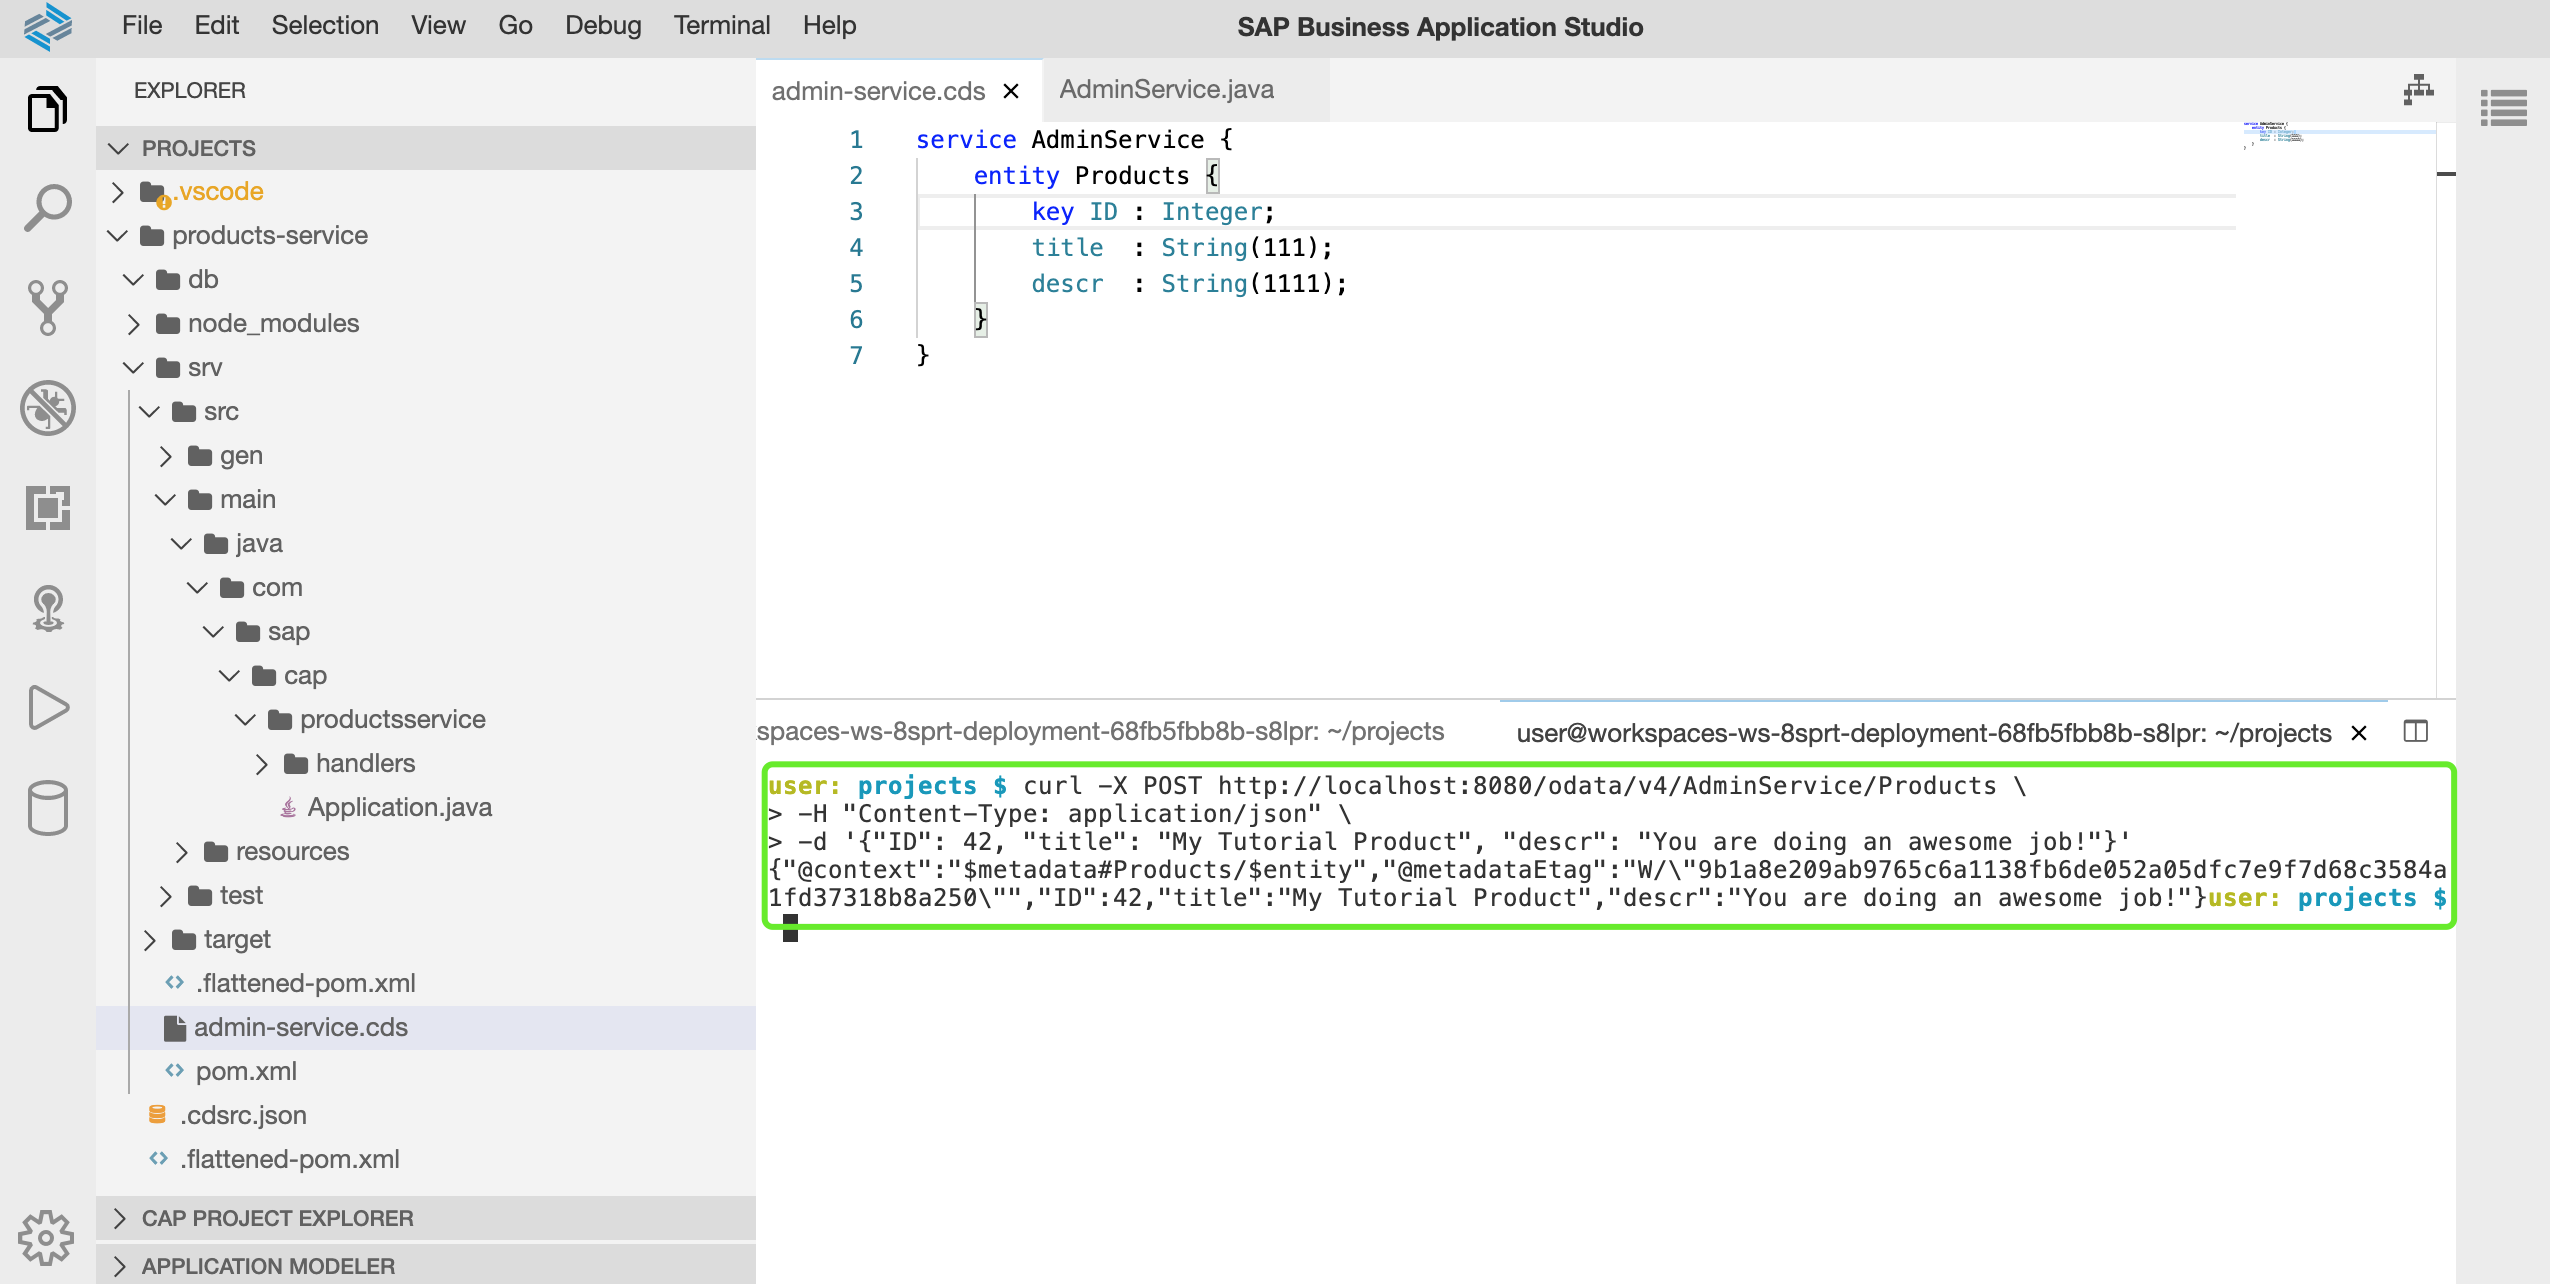 File Edit Selection View Go Debug Terminal Help
SAP Business Application Studio
EXPLORER
PROJECTS
.vscode
products-service
db
node_modules
srv
src
gen
main
java
com
sap
cap
productsservice
handlers
Application.java
resources
test
target
.flattened-pom.xml
admin-service.cds
pom.xml
.cdsrc.json
.flattened-pom.xml
CAP PROJECT EXPLORER
APPLICATION MODELER
admin-service.cds × AdminService.java
1 service AdminService {
2 entity Products {
3 key ID : Integer;
4 title : String(111);
5 descr : String(1111);
6 }
7 }
spaces-ws-8sprt-deployment-68fb5fbb8b-s8lpr: ~/projects
user@workspaces-ws-8sprt-deployment-68fb5fbb8b-s8lpr: ~/projects ×
user: projects $ curl -X POST http://localhost:8080/odata/v4/AdminService/Products \
> -H "Content-Type: application/json" \
> -d '{"ID": 42, "title": "My Tutorial Product", "descr": "You are doing an awesome job!"}'
{"@context":"$metadata#Products/$entity","@metadataEtag":"W/\"9b1a8e209ab9765c6a1138fb6de052a05dfc7e9f7d68c3584a
1fd37318b8a250\"","ID":42,"title":"My Tutorial Product","descr":"You are doing an awesome job!"}user: projects $